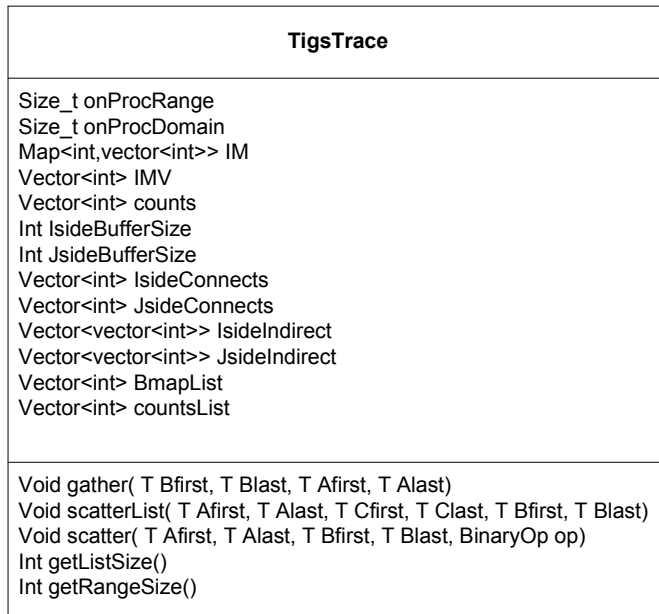 TigsTrace
Size_t onProcRange
Size_t onProcDomain
Map<int,vector<int>> IM
Vector<int> IMV
Vector<int> counts
Int IsideBufferSize
Int JsideBufferSize
Vector<int> IsideConnects
Vector<int> JsideConnects
Vector<vector<int>> IsideIndirect
Vector<vector<int>> JsideIndirect
Vector<int> BmapList
Vector<int> countsList
Void gather( T Bfirst, T Blast, T Afirst, T Alast)
Void scatterList( T Afirst, T Alast, T Cfirst, T Clast, T Bfirst, T Blast)
Void scatter( T Afirst, T Alast, T Bfirst, T Blast, BinaryOp op)
Int getListSize()
Int getRangeSize()